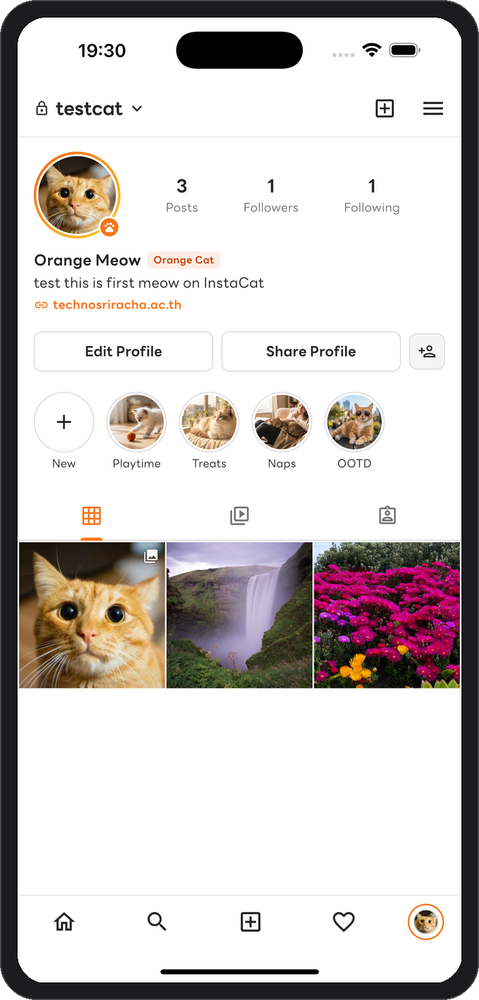 19:30
testcat
3 1 1
Posts Followers Following
Orange Meow Orange Cat
test this is first meow on InstaCat
technosriracha.ac.th
Edit Profile Share Profile
New Playtime Treats Naps OOTD